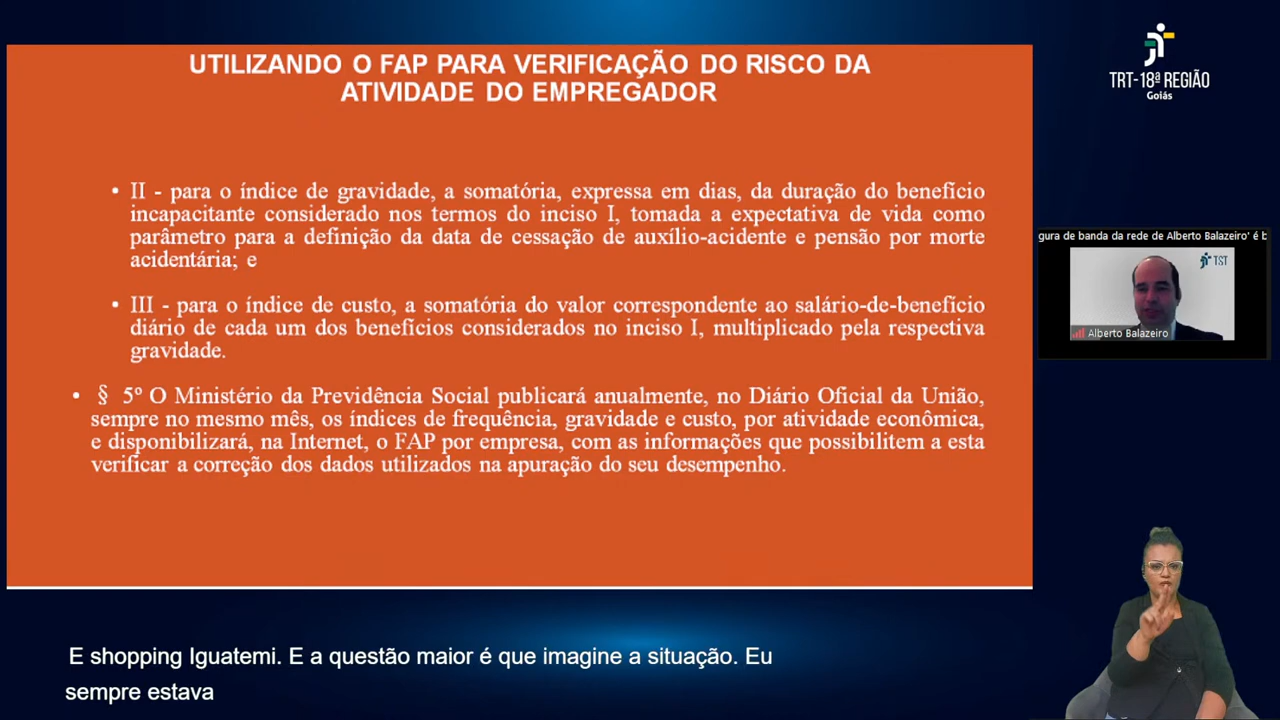 UTILIZANDO O FAP PARA VERIFICAÇÃO DO RISCO DA
ATIVIDADE DO EMPREGADOR
• II - para o índice de gravidade, a somatória, expressa em dias, da duração do benefício
incapacitante considerado nos termos do inciso I, tomada a expectativa de vida como
parâmetro para a definição da data de cessação de auxílio-acidente e pensão por morte
acidentária; e
• III - para o índice de custo, a somatória do valor correspondente ao salário-de-benefício
diário de cada um dos benefícios considerados no inciso I, multiplicado pela respectiva
gravidade.
• § 5º O Ministério da Previdência Social publicará anualmente, no Diário Oficial da União,
sempre no mesmo mês, os índices de frequência, gravidade e custo, por atividade econômica,
e disponibilizará, na Internet, o FAP por empresa, com as informações que possibilitem a esta
verificar a correção dos dados utilizados na apuração do seu desempenho.
TRT-18ª REGIÃO
Goiás
gura de banda da rede de Alberto Balazeiro' é b
TST
Alberto Balazeiro
E shopping Iguatemi. E a questão maior é que imagine a situação. Eu
sempre estava